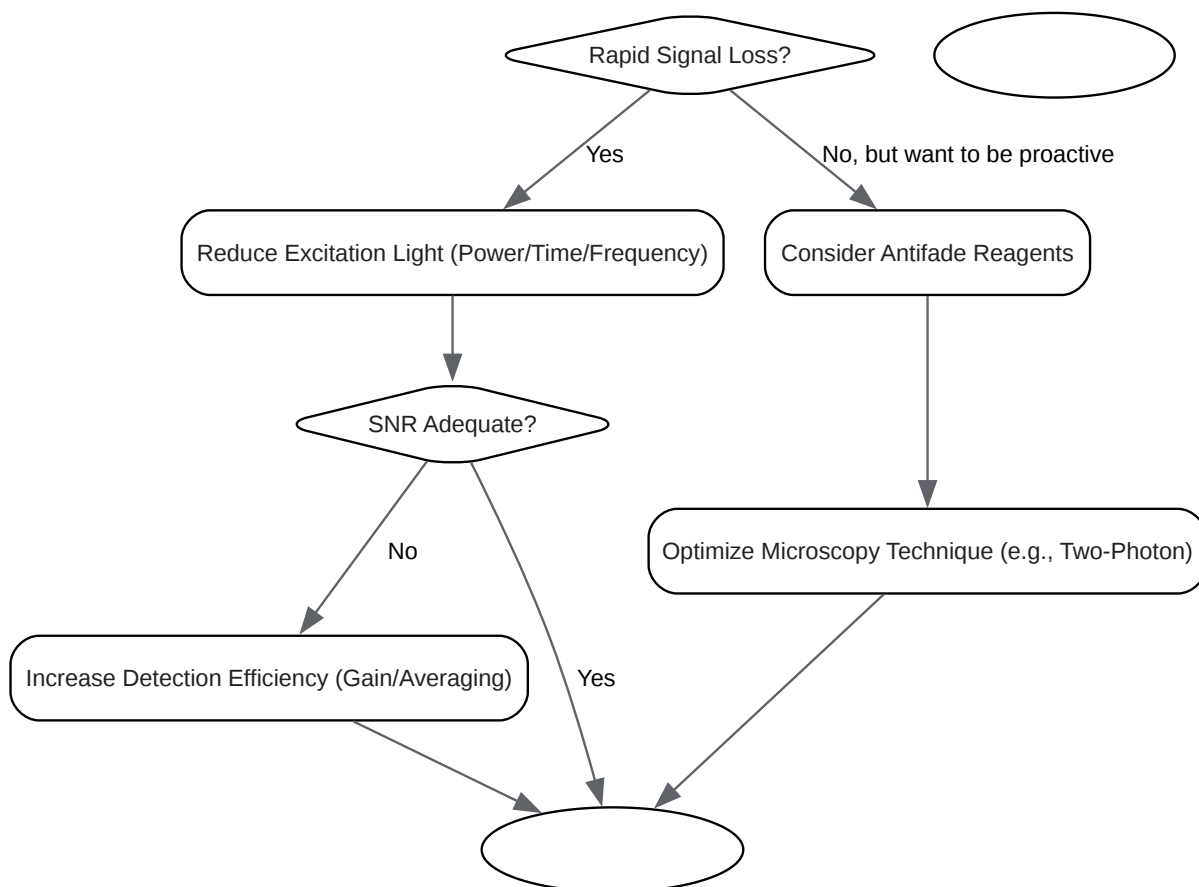 Rapid Signal Loss?
Yes
No, but want to be proactive
Reduce Excitation Light (Power/Time/Frequency)
Consider Antifade Reagents
SNR Adequate?
No
Optimize Microscopy Technique (e.g., Two-Photon)
Increase Detection Efficiency (Gain/Averaging)
Yes